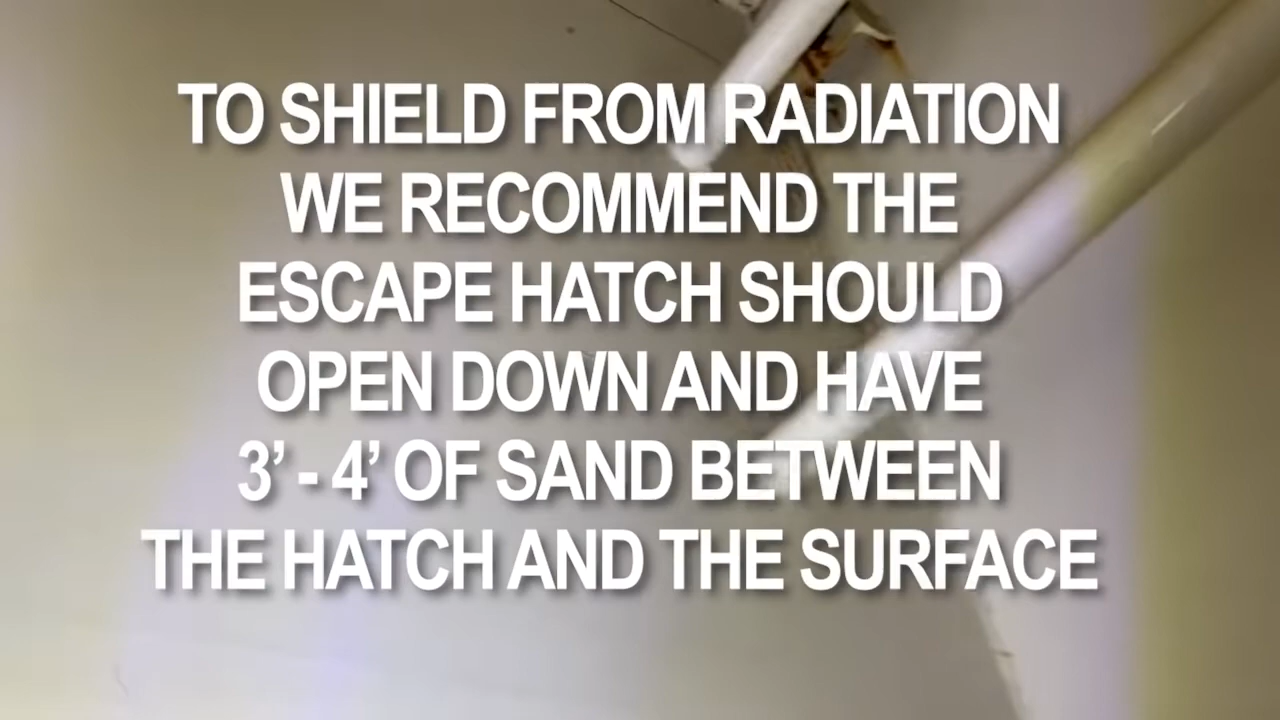 TO SHIELD FROM RADIATION
WE RECOMMEND THE
ESCAPE HATCH SHOULD
OPEN DOWN AND HAVE
3’ - 4’ OF SAND BETWEEN
THE HATCH AND THE SURFACE